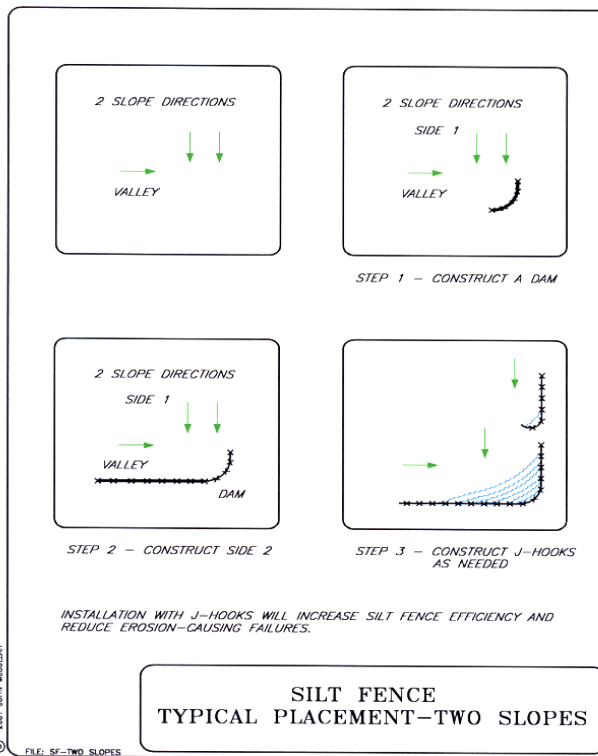 2 SLOPE DIRECTIONS
VALLEY
2 SLOPE DIRECTIONS
SIDE 1
VALLEY
STEP 1 - CONSTRUCT A DAM
2 SLOPE DIRECTIONS
SIDE 1
VALLEY
DAM
STEP 2 - CONSTRUCT SIDE 2
STEP 3 - CONSTRUCT J-HOOKS
AS NEEDED
INSTALLATION WITH J-HOOKS WILL INCREASE SILT FENCE EFFICIENCY AND
REDUCE EROSION-CAUSING FAILURES.
SILT FENCE
TYPICAL PLACEMENT-TWO SLOPES
FILE: SF-TWO SLOPES